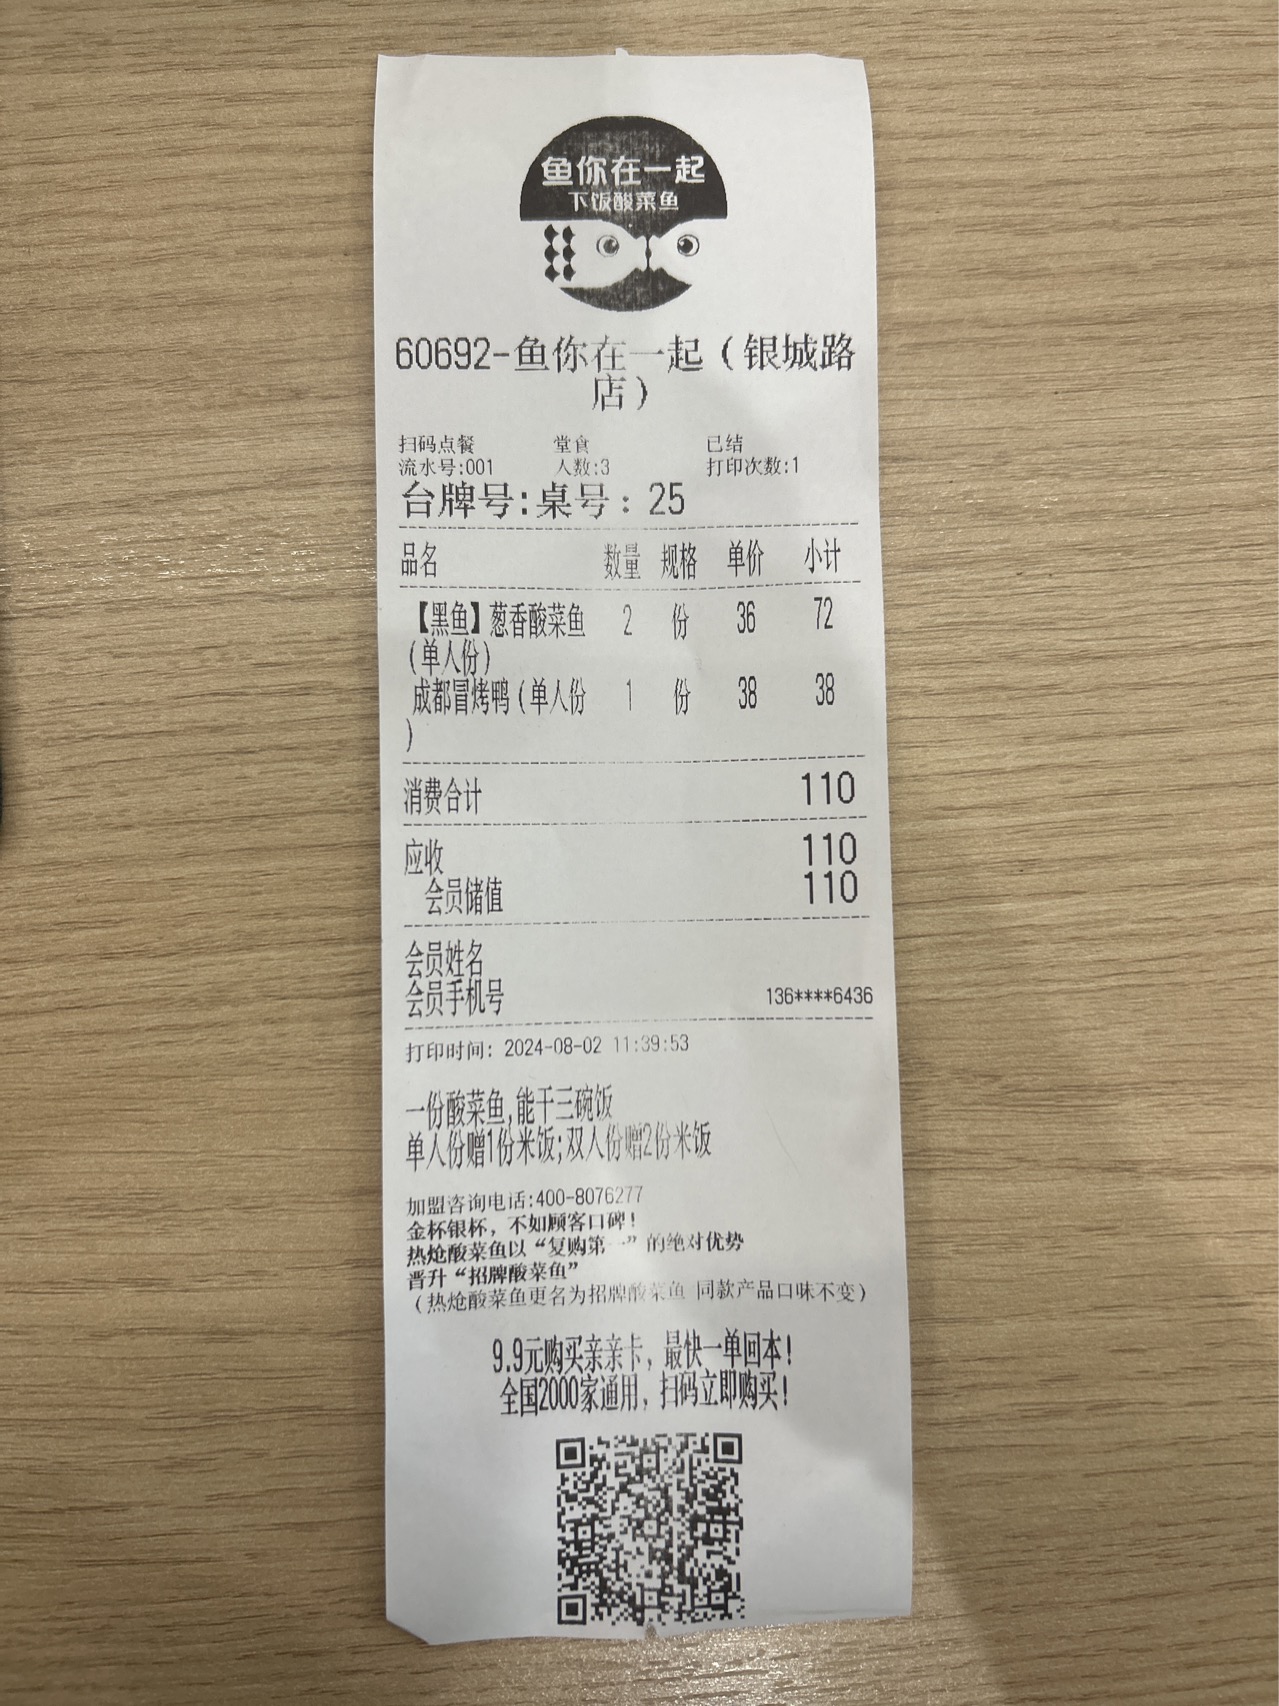 鱼你在一起
下饭酸菜鱼
60692-鱼你在一起（银城路
店）
扫码点餐 堂食 已结
流水号:001 人数:3 打印次数:1
台牌号:桌号：25
品名 数量 规格 单价 小计
【黑鱼】葱香酸菜鱼 2 份 36 72
(单人份)
成都冒烤鸭(单人份 1 份 38 38
)
消费合计 110
应收 110
会员储值 110
会员姓名
会员手机号 136****6436
打印时间: 2024-08-02 11:39:53
一份酸菜鱼,能干三碗饭
单人份赠1份米饭;双人份赠2份米饭
加盟咨询电话:400-8076277
金杯银杯，不如顾客口碑！
热炝酸菜鱼以“复购第一”的绝对优势
晋升“招牌酸菜鱼”
（热炝酸菜鱼更名为招牌酸菜鱼 同款产品口味不变）
9.9元购买亲亲卡，最快一单回本！
全国2000家通用，扫码立即购买！